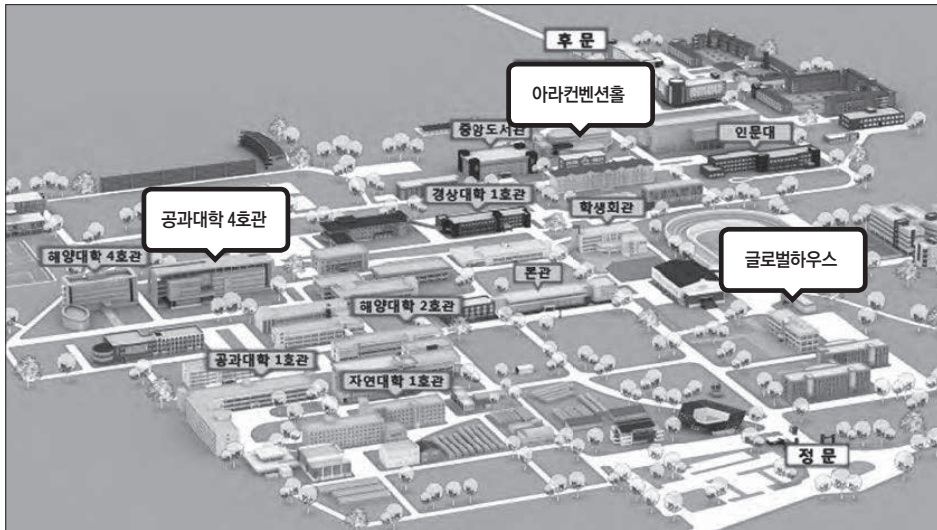 후문
아라컨벤션홀
중앙도서관
인문대
경상대학 1호관
학생회관
공과대학 4호관
글로벌하우스
해양대학 4호관
본관
해양대학 2호관
공과대학 1호관
자연대학 1호관
정문